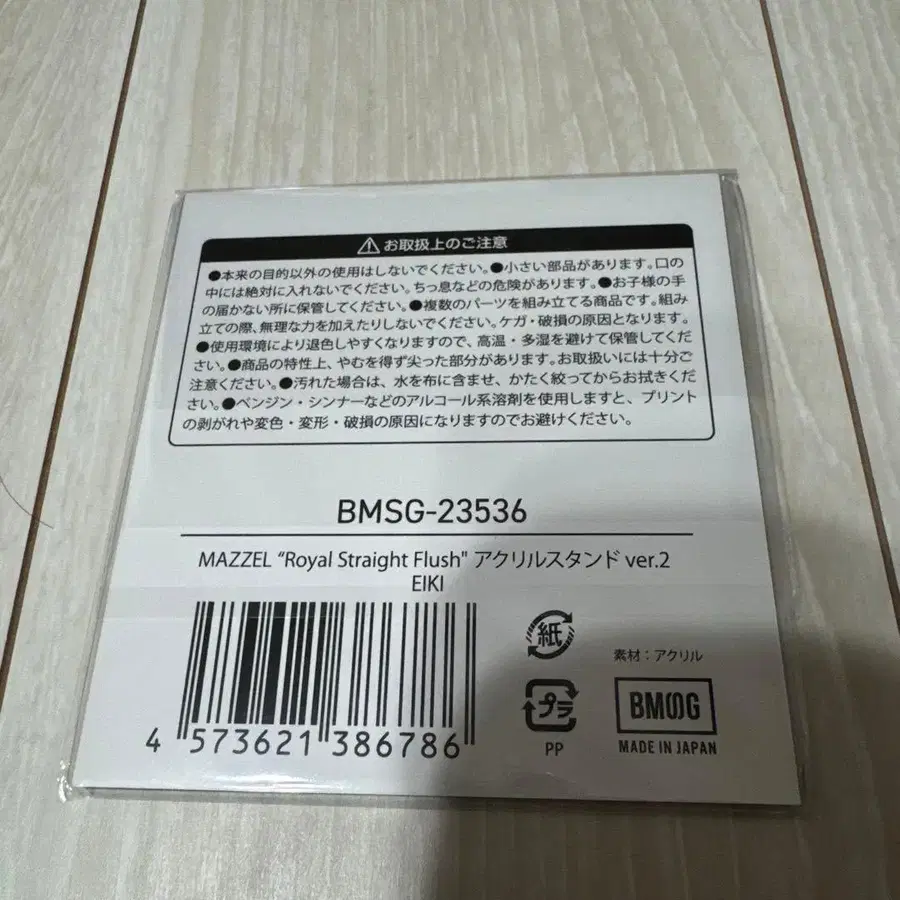 ⚠お取扱上のご注意
●本来の目的以外の使用はしないでください。●小さい部品があります。口の
中には絶対に入れないでください。ちっ息などの危険があります。●お子様の手
の届かない所に保管してください。●複数のパーツを組み立てる商品です。組み
立ての際、無理な力を加えたりしないでください。ケガ・破損の原因となります。
●使用環境により退色しやすくなりますので、高温・多湿を避けて保管してくだ
さい。●商品の特性上、やむを得ず尖った部分があります。お取扱いには十分ご
注意ください。●汚れた場合は、水を布に含ませ、かたく絞ってからお拭きくだ
さい。●ベンジン・シンナーなどのアルコール系溶剤を使用しますと、プリント
の剥がれや変色・変形・破損の原因になりますのでお避けください。
BMSG-23536
MAZZEL “Royal Straight Flush" アクリルスタンド ver.2
EIKI
紙
素材：アクリル
プラ
PP
BMSG
MADE IN JAPAN
4 573621 386786